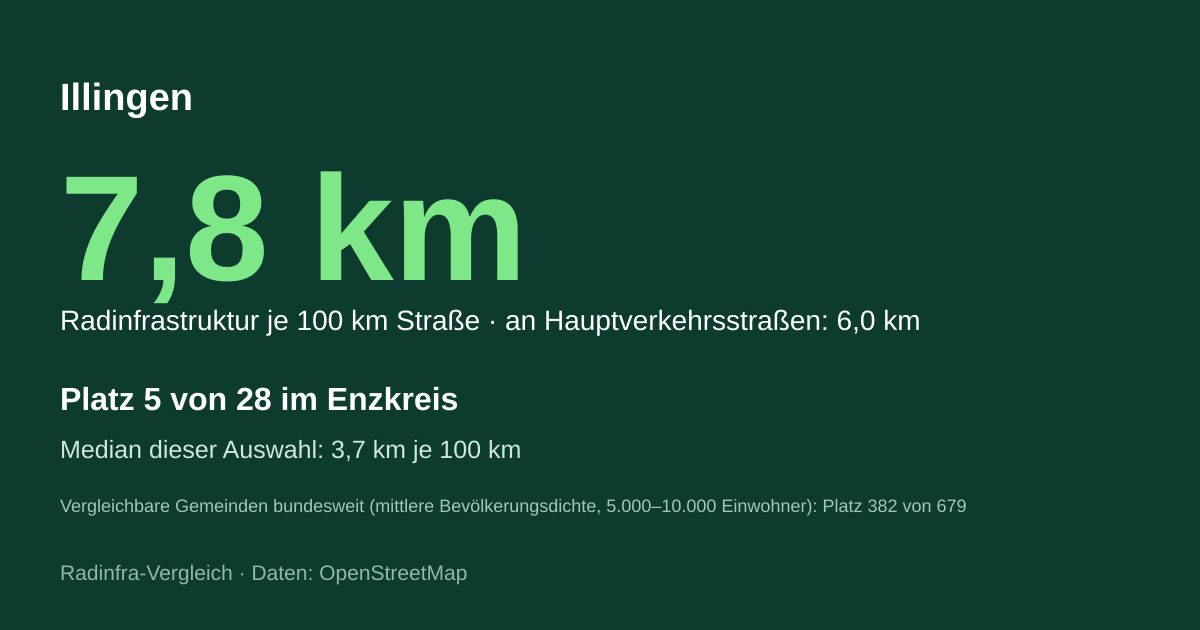 Illingen
7,8 km
Radinfrastruktur je 100 km Straße · an Hauptverkehrsstraßen: 6,0 km
Platz 5 von 28 im Enzkreis
Median dieser Auswahl: 3,7 km je 100 km
Vergleichbare Gemeinden bundesweit (mittlere Bevölkerungsdichte, 5.000–10.000 Einwohner): Platz 382 von 679
Radinfra-Vergleich · Daten: OpenStreetMap